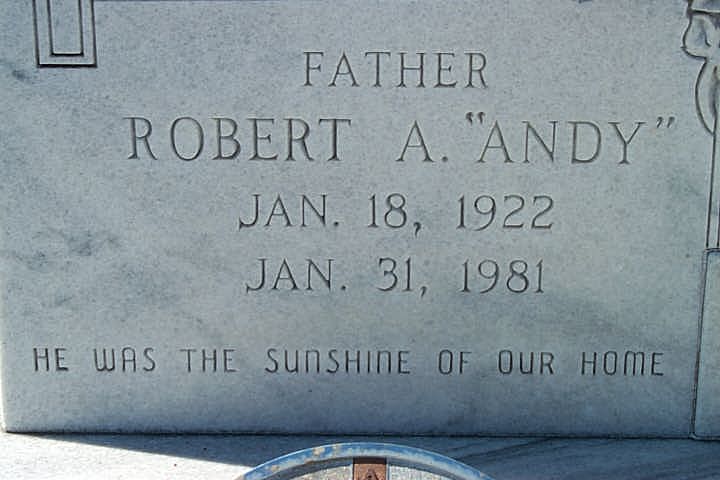 FATHER
ROBERT A. "ANDY"
JAN. 18, 1922
JAN. 31, 1981
HE WAS THE SUNSHINE OF OUR HOME